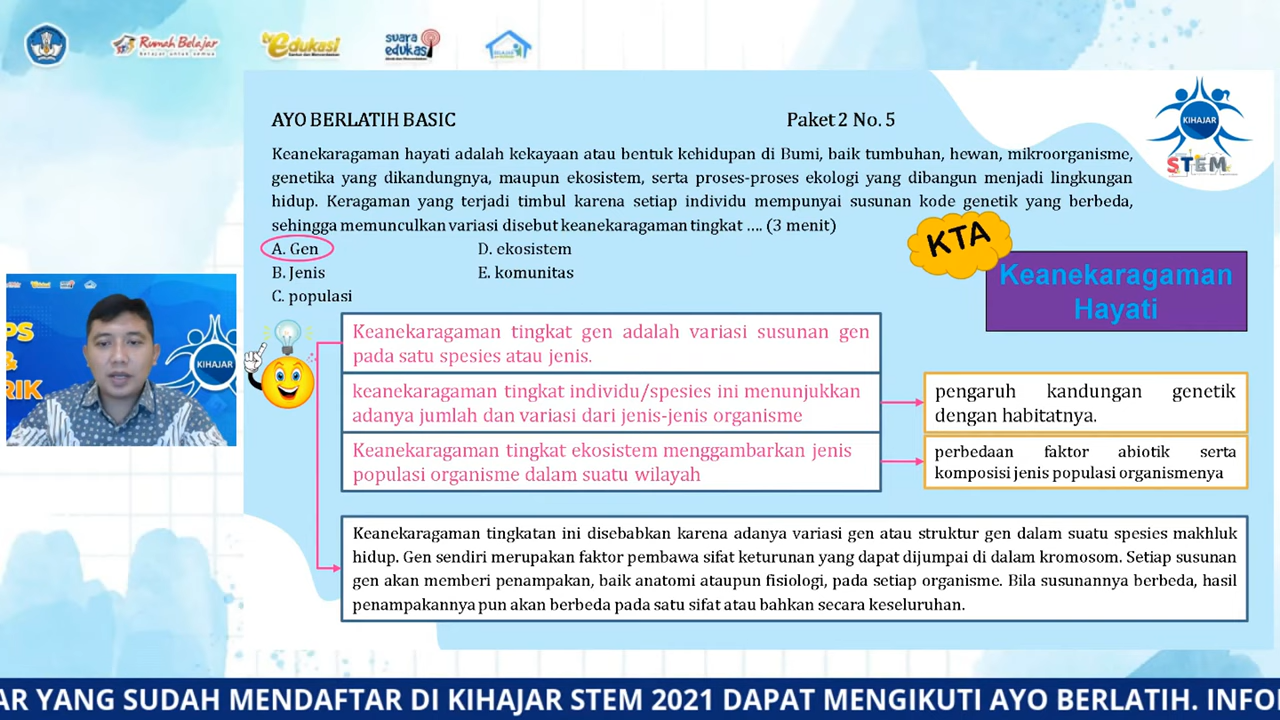 Rumah Belajar
Belajar untuk semua
tv edukasi
suara
edukasi
AYO BERLATIH BASIC
Paket 2 No. 5
KIHAJAR
STEM
Keanekaragaman hayati adalah kekayaan atau bentuk kehidupan di Bumi, baik tumbuhan, hewan, mikroorganisme,
genetika yang dikandungnya, maupun ekosistem, serta proses-proses ekologi yang dibangun menjadi lingkungan
hidup. Keragaman yang terjadi timbul karena setiap individu mempunyai susunan kode genetik yang berbeda,
sehingga memunculkan variasi disebut keanekaragaman tingkat .... (3 menit)
A. Gen
D. ekosistem
B. Jenis
E. komunitas
C. populasi
KTA
Keanekaragaman
Hayati
PS
&
RIK
KIHAJAR
Keanekaragaman tingkat gen adalah variasi susunan gen
pada satu spesies atau jenis.
keanekaragaman tingkat individu/spesies ini menunjukkan
adanya jumlah dan variasi dari jenis-jenis organisme
pengaruh kandungan genetik
dengan habitatnya.
Keanekaragaman tingkat ekosistem menggambarkan jenis
populasi organisme dalam suatu wilayah
perbedaan faktor abiotik serta
komposisi jenis populasi organismenya
Keanekaragaman tingkatan ini disebabkan karena adanya variasi gen atau struktur gen dalam suatu spesies makhluk
hidup. Gen sendiri merupakan faktor pembawa sifat keturunan yang dapat dijumpai di dalam kromosom. Setiap susunan
gen akan memberi penampakan, baik anatomi ataupun fisiologi, pada setiap organisme. Bila susunannya berbeda, hasil
penampakannya pun akan berbeda pada satu sifat atau bahkan secara keseluruhan.
AR YANG SUDAH MENDAFTAR DI KIHAJAR STEM 2021 DAPAT MENGIKUTI AYO BERLATIH. INFO